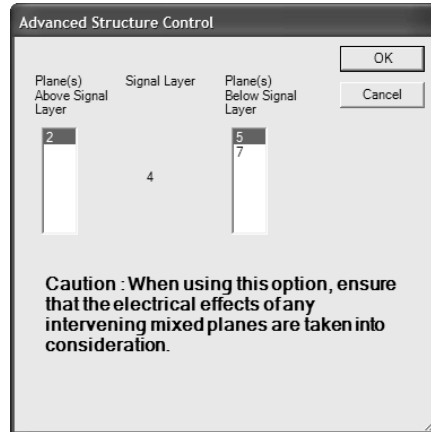 Advanced Structure Control
OK
Cancel
Plane(s)
Above Signal
Layer
Signal Layer
Plane(s)
Below Signal
Layer
2
4
5
7
Caution : When using this option, ensure
that the electrical effects of any
intervening mixed planes are taken into
consideration.